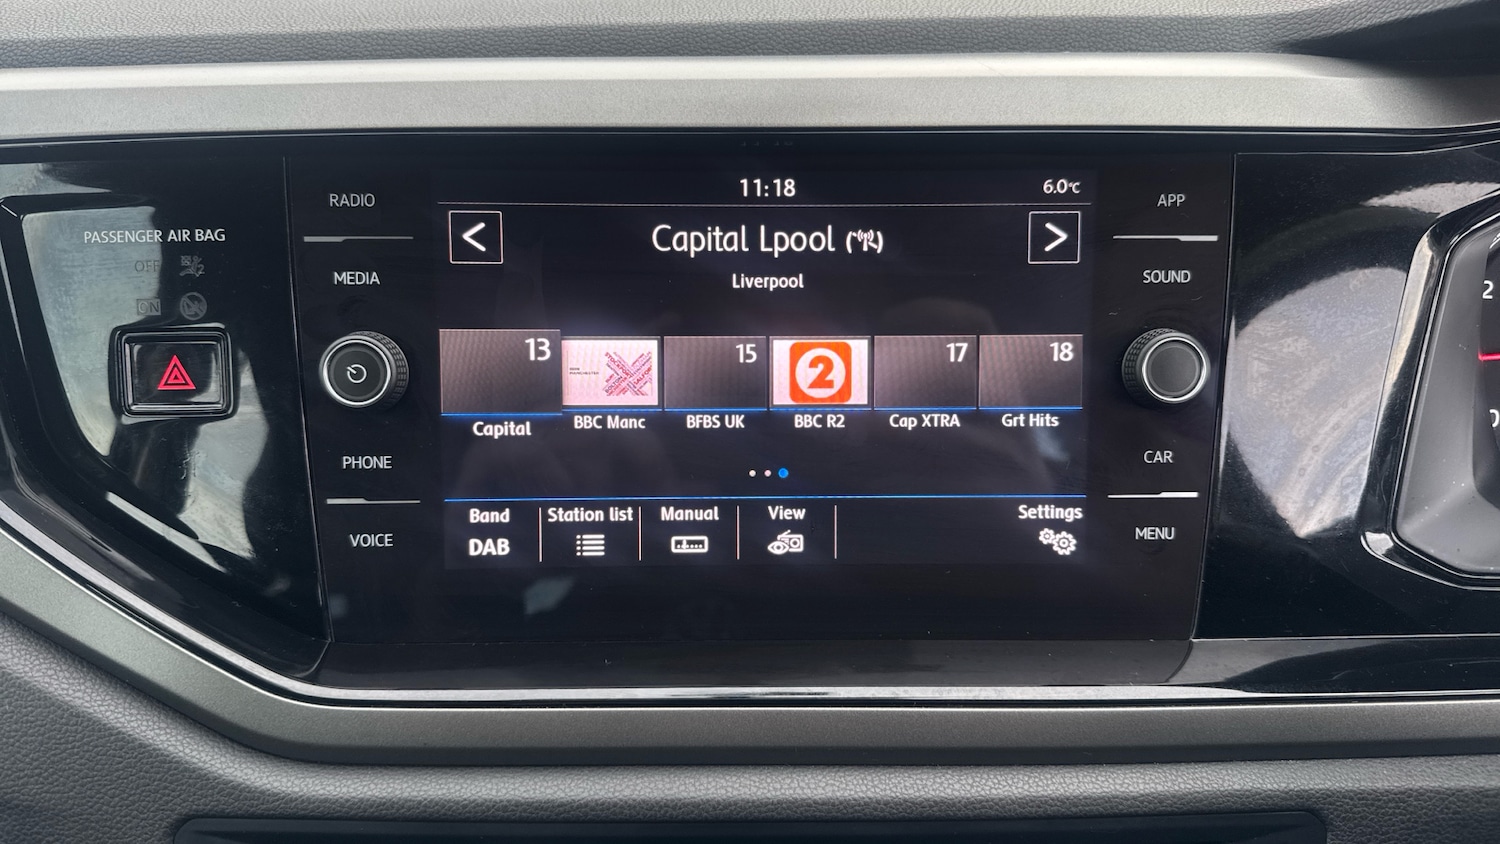 PASSENGER AIR BAG
OFF
ON
RADIO
MEDIA
PHONE
VOICE
11:18
6.0°C
<
Capital Lpool
>
Liverpool
13
15
2
17
18
Capital
BBC Manc
BFBS UK
BBC R2
Cap XTRA
Grt Hits
Band
DAB
Station list
Manual
View
Settings
APP
SOUND
CAR
MENU
2